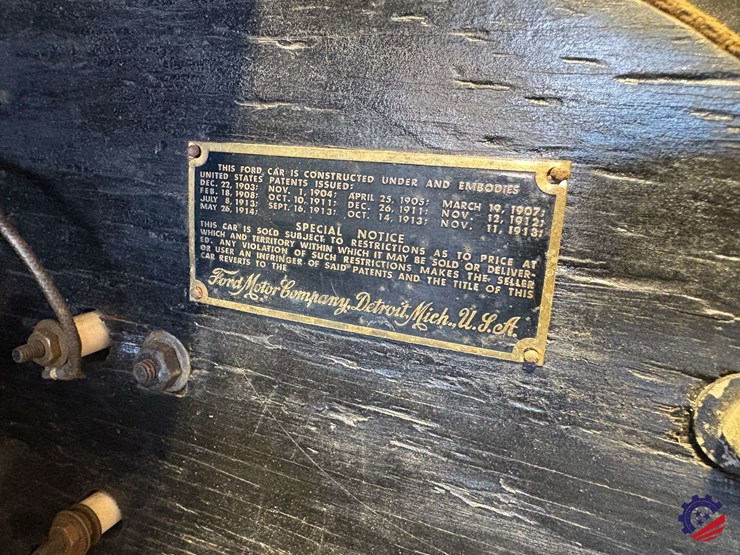 THIS FORD CAR IS CONSTRUCTED UNDER AND EMBODIES
UNITED STATES PATENTS ISSUED:
DEC. 22, 1903; NOV. 1, 1904; APRIL 25, 1905; MARCH 19, 1907;
FEB. 18, 1908; OCT. 10, 1911; DEC. 26, 1911; NOV. 12, 1912;
JULY 8, 1913; SEPT. 16, 1913; OCT. 14, 1913; NOV. 11, 1913;
MAY 26, 1914;
SPECIAL NOTICE
THIS CAR IS SOLD SUBJECT TO RESTRICTIONS AS TO PRICE AT
WHICH AND TERRITORY WITHIN WHICH IT MAY BE SOLD OR DELIVER-
ED. ANY VIOLATION OF SUCH RESTRICTIONS MAKES THE SELLER
OR USER AN INFRINGER OF SAID PATENTS AND THE TITLE OF THIS
CAR REVERTS TO THE
Ford Motor Company, Detroit, Mich., U.S.A.